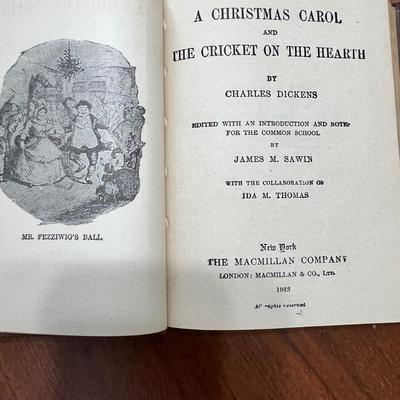 MR. FEZZIWIG'S BALL
A CHRISTMAS CAROL
AND
THE CRICKET ON THE HEARTH
BY
CHARLES DICKENS
EDITED WITH AN INTRODUCTION AND NOTES
FOR THE COMMON SCHOOL
BY
JAMES M. SAWIN
WITH THE COLLABORATION OF
IDA M. THOMAS
New York
THE MACMILLAN COMPANY
LONDON: MACMILLAN & CO., LTD.
1923
All rights reserved